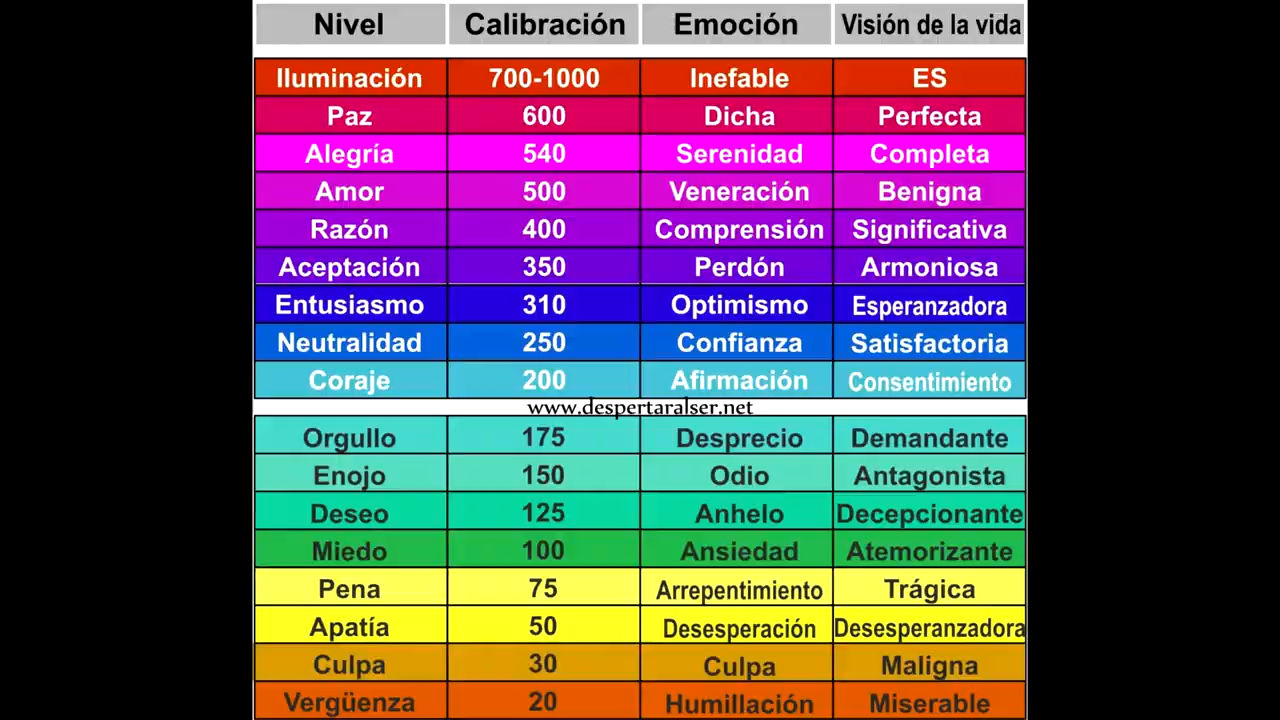 Nivel Calibración Emoción Visión de la vida
Iluminación 700-1000 Inefable ES
Paz 600 Dicha Perfecta
Alegría 540 Serenidad Completa
Amor 500 Veneración Benigna
Razón 400 Comprensión Significativa
Aceptación 350 Perdón Armoniosa
Entusiasmo 310 Optimismo Esperanzadora
Neutralidad 250 Confianza Satisfactoria
Coraje 200 Afirmación Consentimiento
www.despertaralser.net
Orgullo 175 Desprecio Demandante
Enojo 150 Odio Antagonista
Deseo 125 Anhelo Decepcionante
Miedo 100 Ansiedad Atemorizante
Pena 75 Arrepentimiento Trágica
Apatía 50 Desesperación Desesperanzadora
Culpa 30 Culpa Maligna
Vergüenza 20 Humillación Miserable